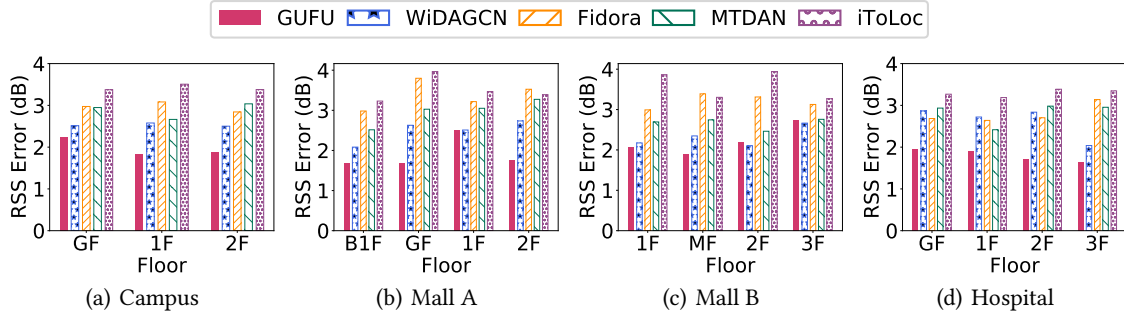 GUFU WiDAGCN Fidora MTDAN iToLoc
RSS Error (dB)
4
3
2
1
0
GF 1F 2F
Floor
(a) Campus
RSS Error (dB)
4
3
2
1
0
B1F GF 1F 2F
Floor
(b) Mall A
RSS Error (dB)
4
3
2
1
0
1F MF 2F 3F
Floor
(c) Mall B
RSS Error (dB)
4
3
2
1
0
GF 1F 2F 3F
Floor
(d) Hospital